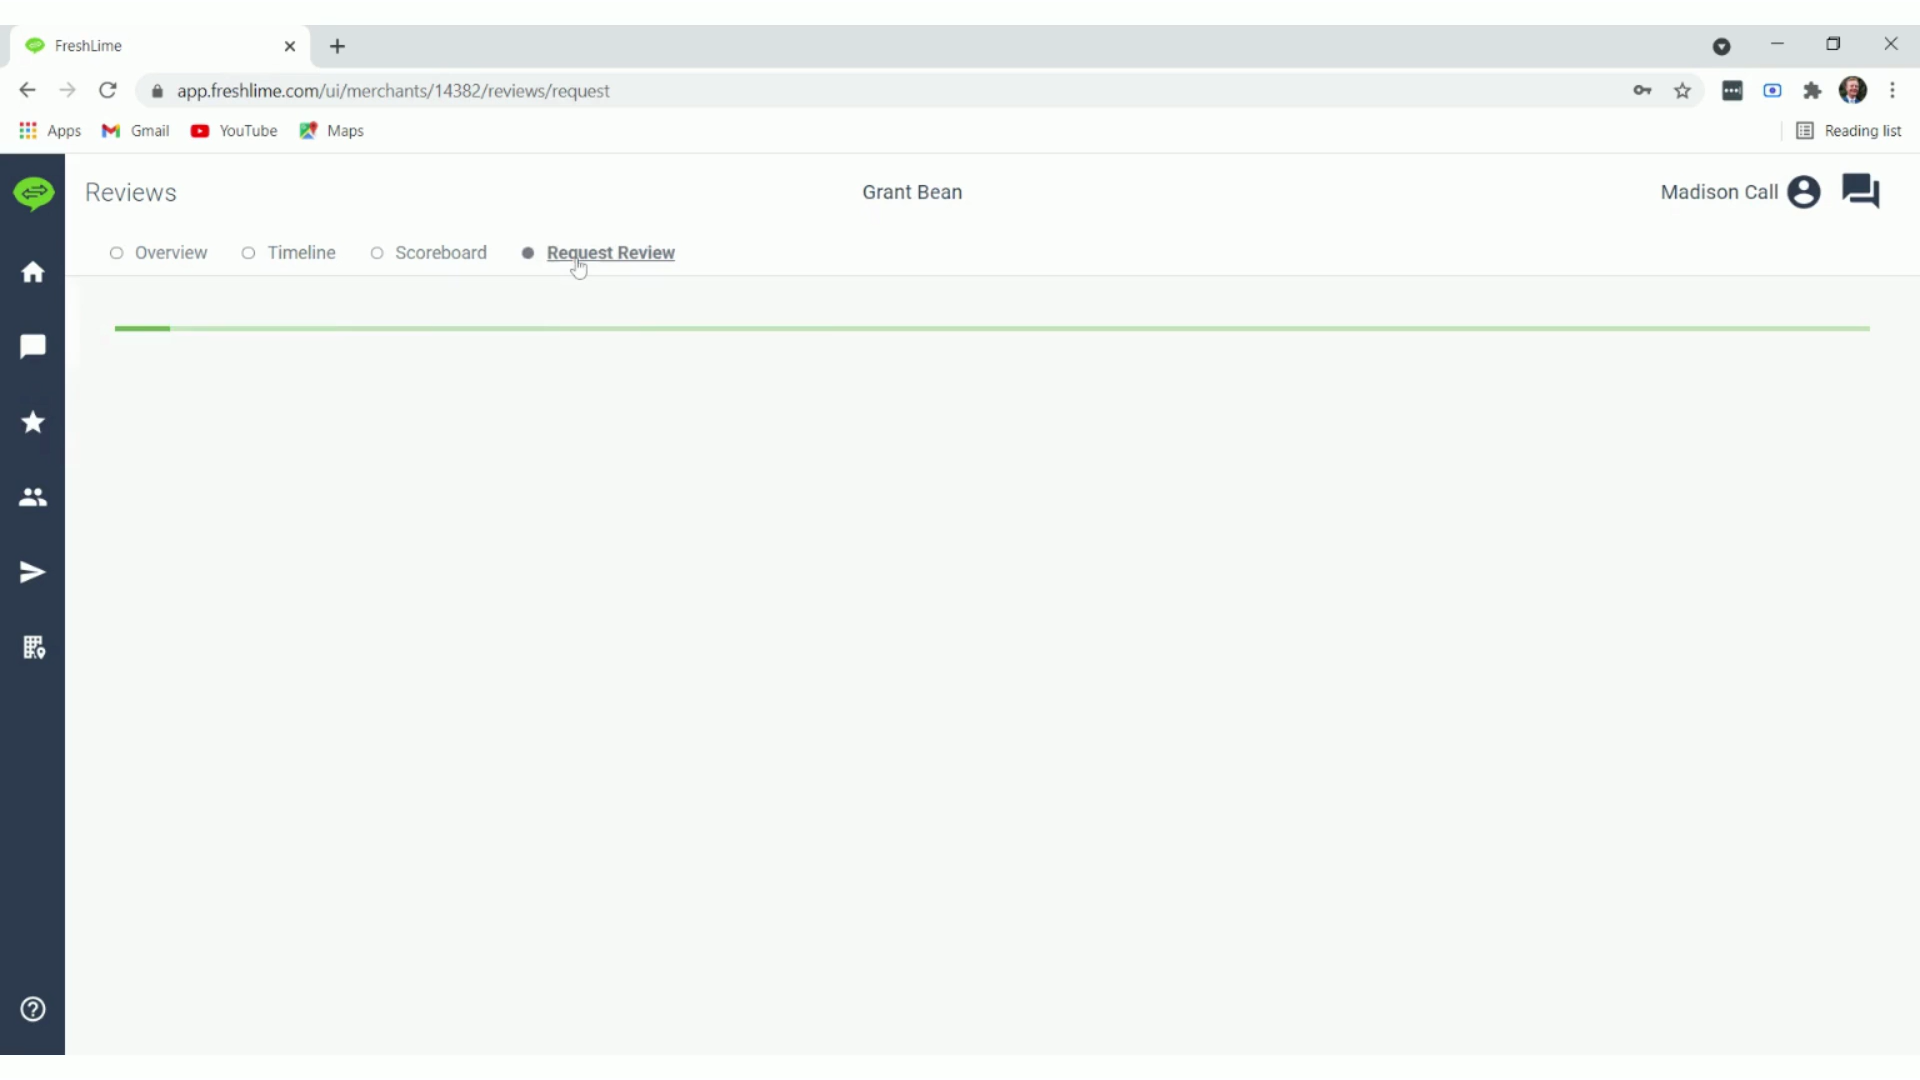 FreshLime
app.freshlime.com/ui/merchants/14382/reviews/request
Apps Gmail YouTube Maps Reading list
Reviews Grant Bean Madison Call
Overview Timeline Scoreboard Request Review